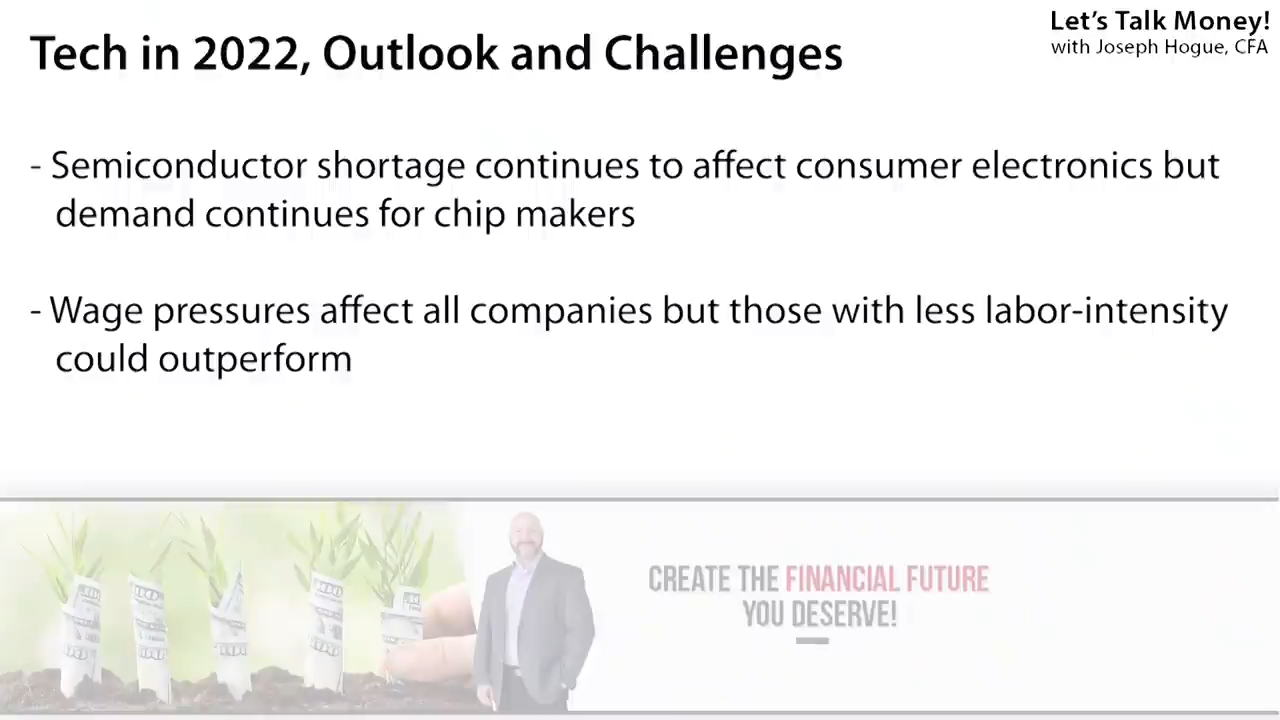 Let's Talk Money!
with Joseph Hogue, CFA
Tech in 2022, Outlook and Challenges
- Semiconductor shortage continues to affect consumer electronics but
demand continues for chip makers
- Wage pressures affect all companies but those with less labor-intensity
could outperform
CREATE THE FINANCIAL FUTURE
YOU DESERVE!